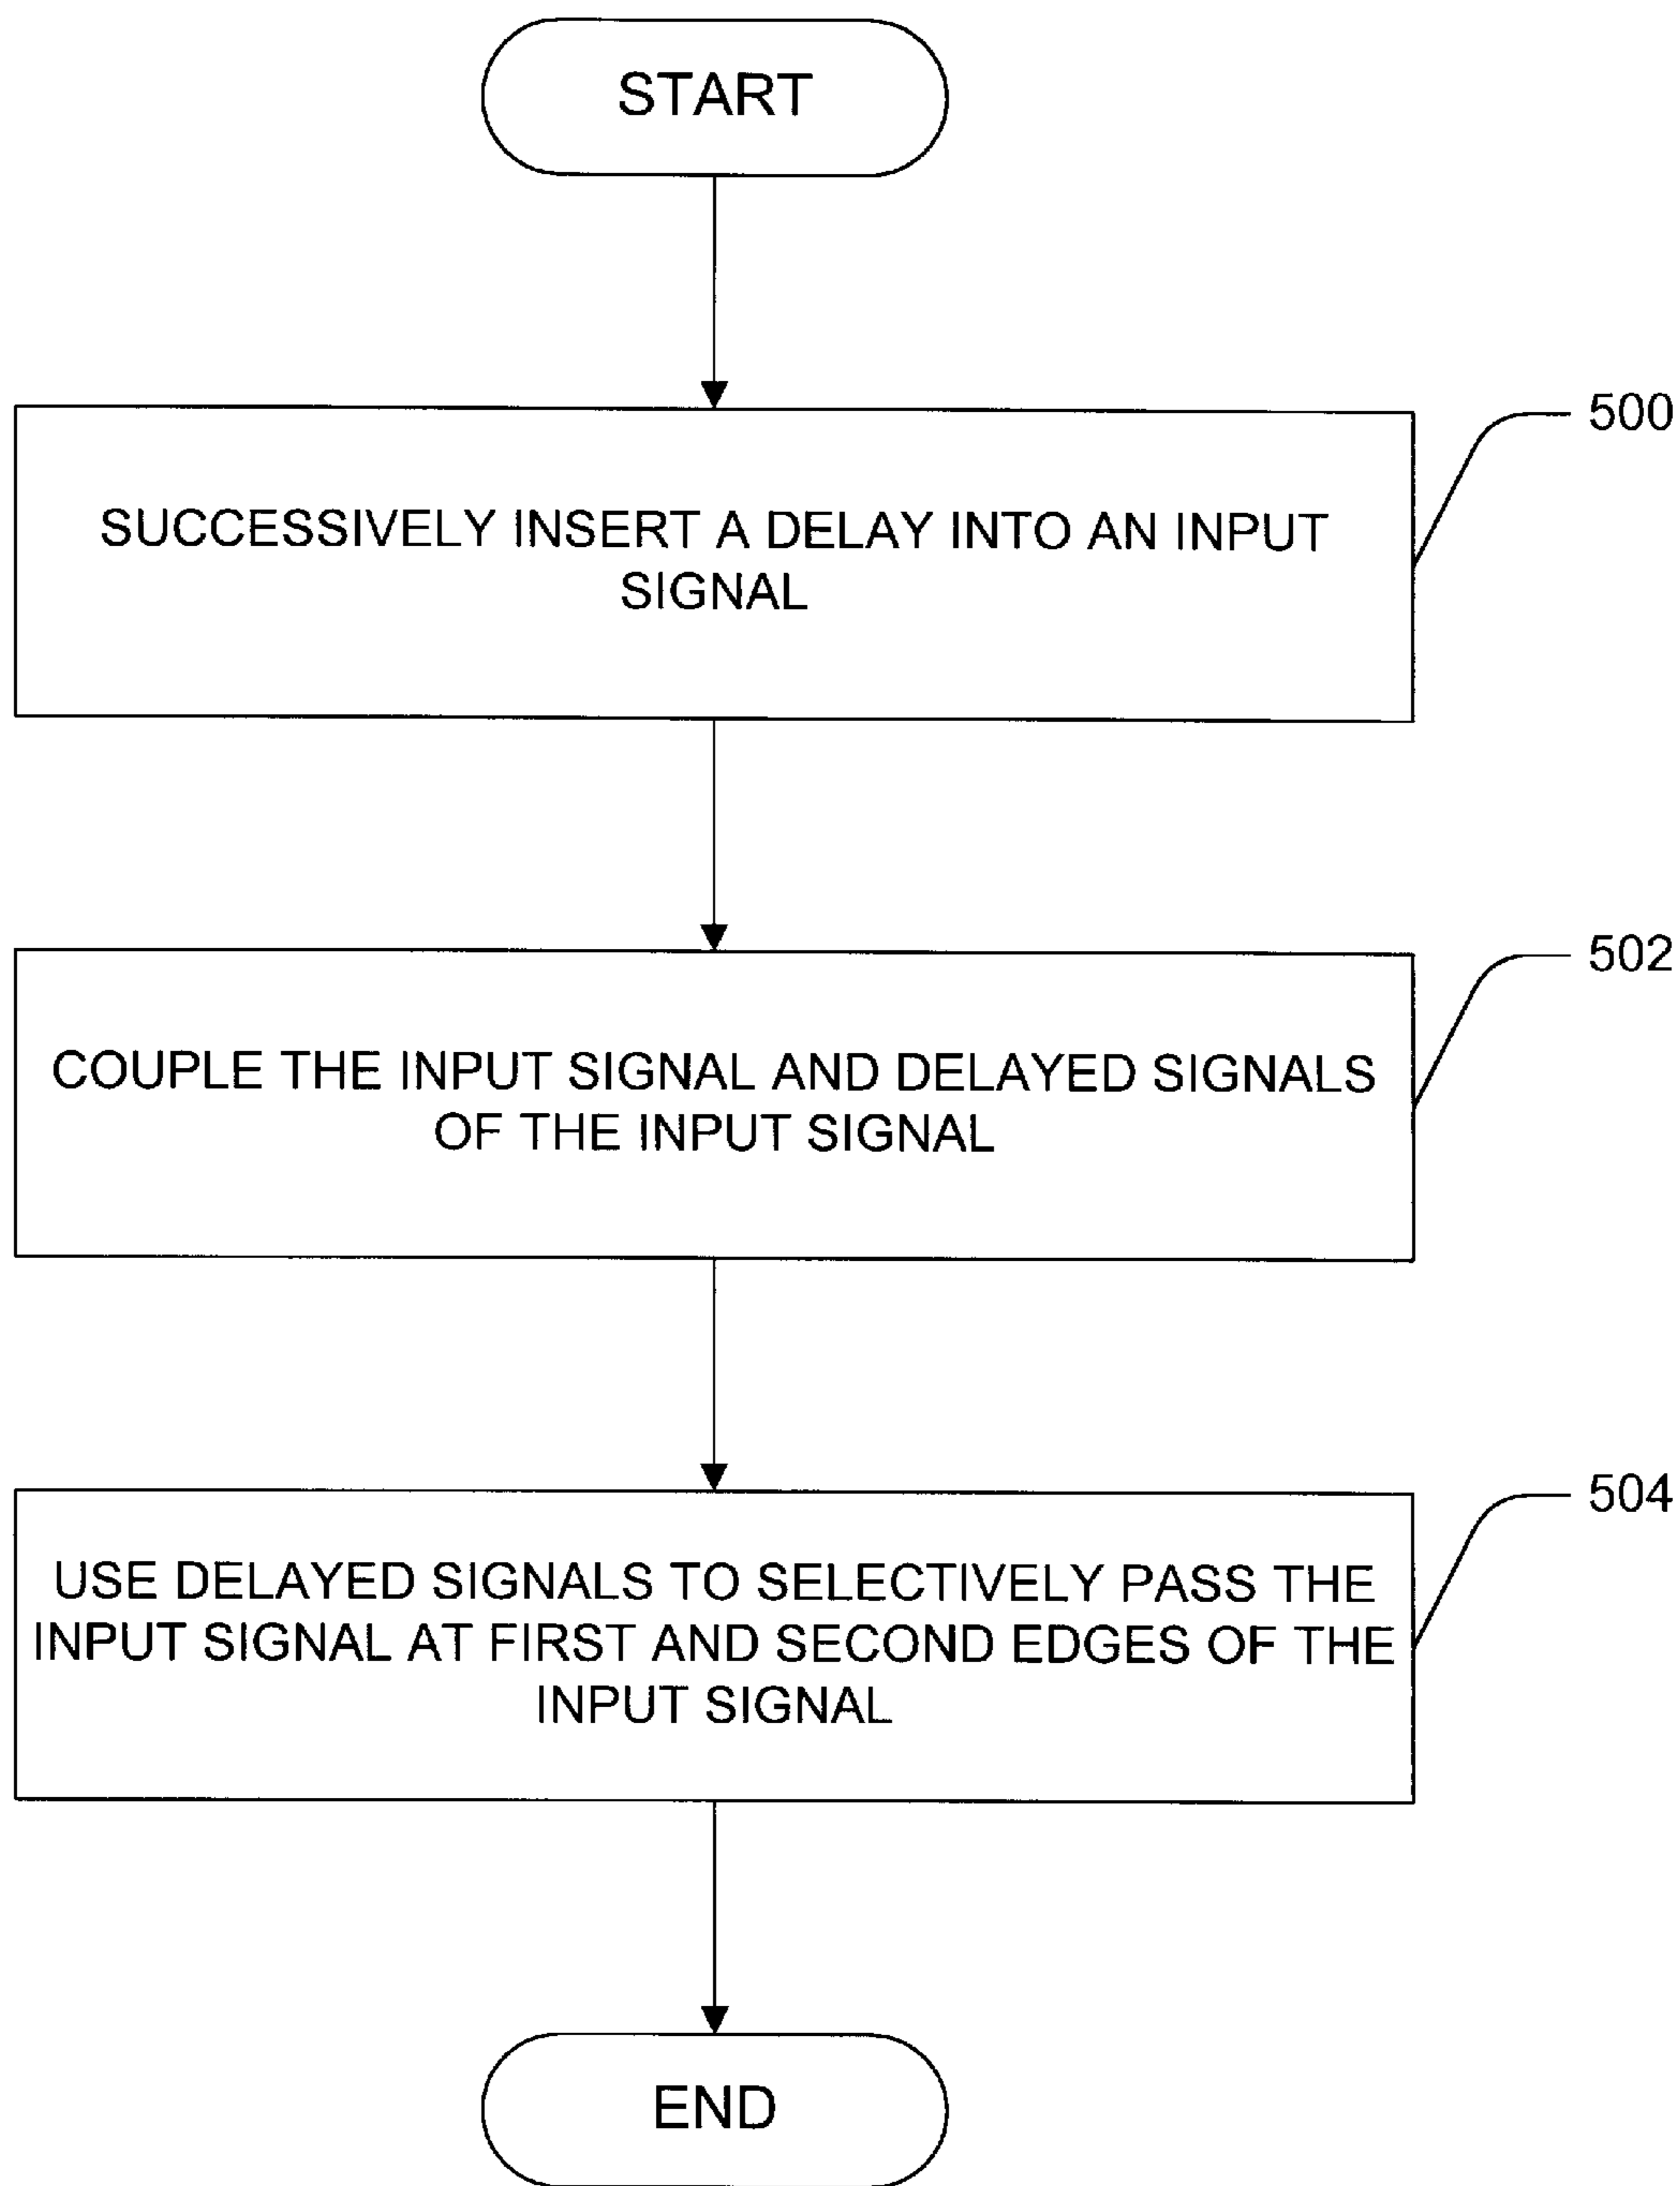 START
500
SUCCESSIVELY INSERT A DELAY INTO AN INPUT
SIGNAL
502
COUPLE THE INPUT SIGNAL AND DELAYED SIGNALS
OF THE INPUT SIGNAL
504
USE DELAYED SIGNALS TO SELECTIVELY PASS THE
INPUT SIGNAL AT FIRST AND SECOND EDGES OF THE
INPUT SIGNAL
END